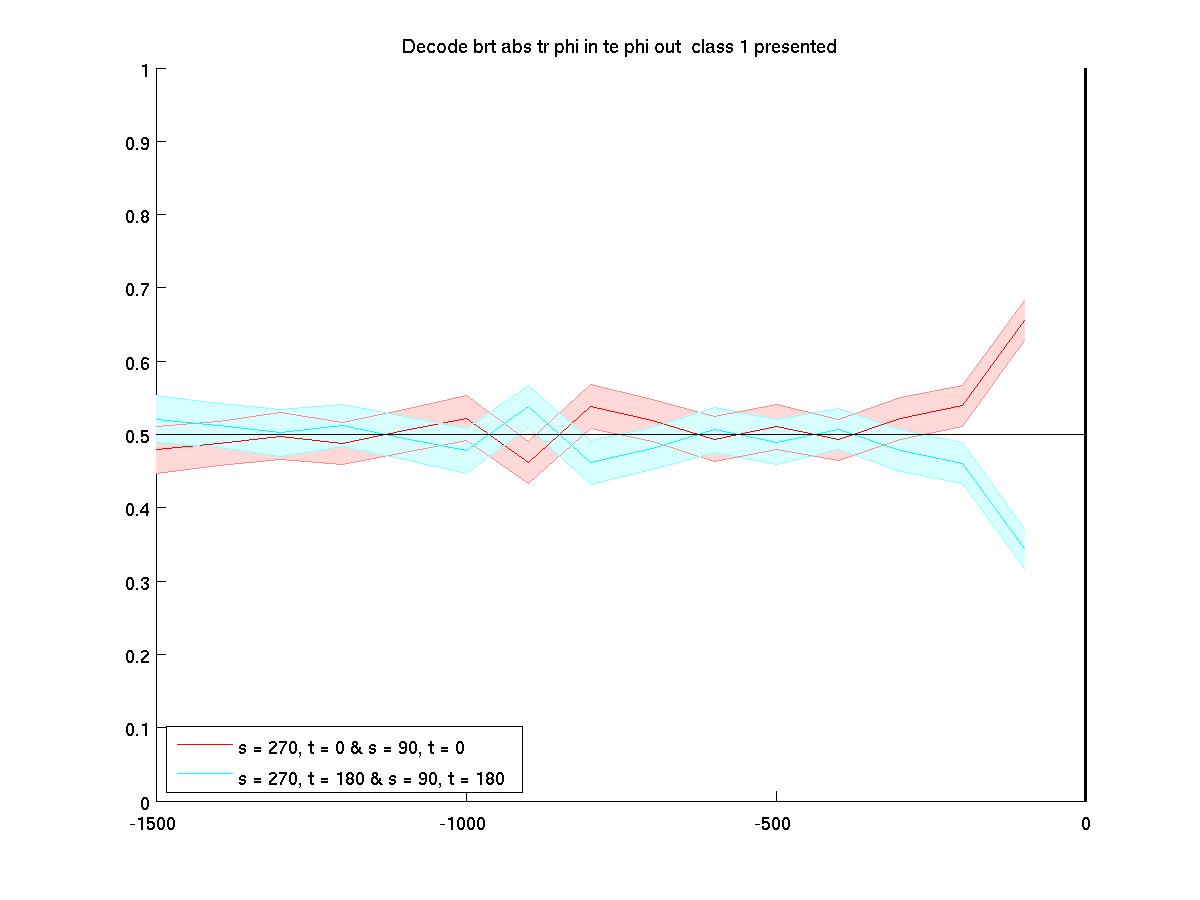 Decode brt abs tr phi in te phi out  class 1 presented
1
0.9
0.8
0.7
0.6
0.5
0.4
0.3
0.2
0.1
0
s = 270, t = 0 & s = 90, t = 0
s = 270, t = 180 & s = 90, t = 180
-1500 -1000 -500 0